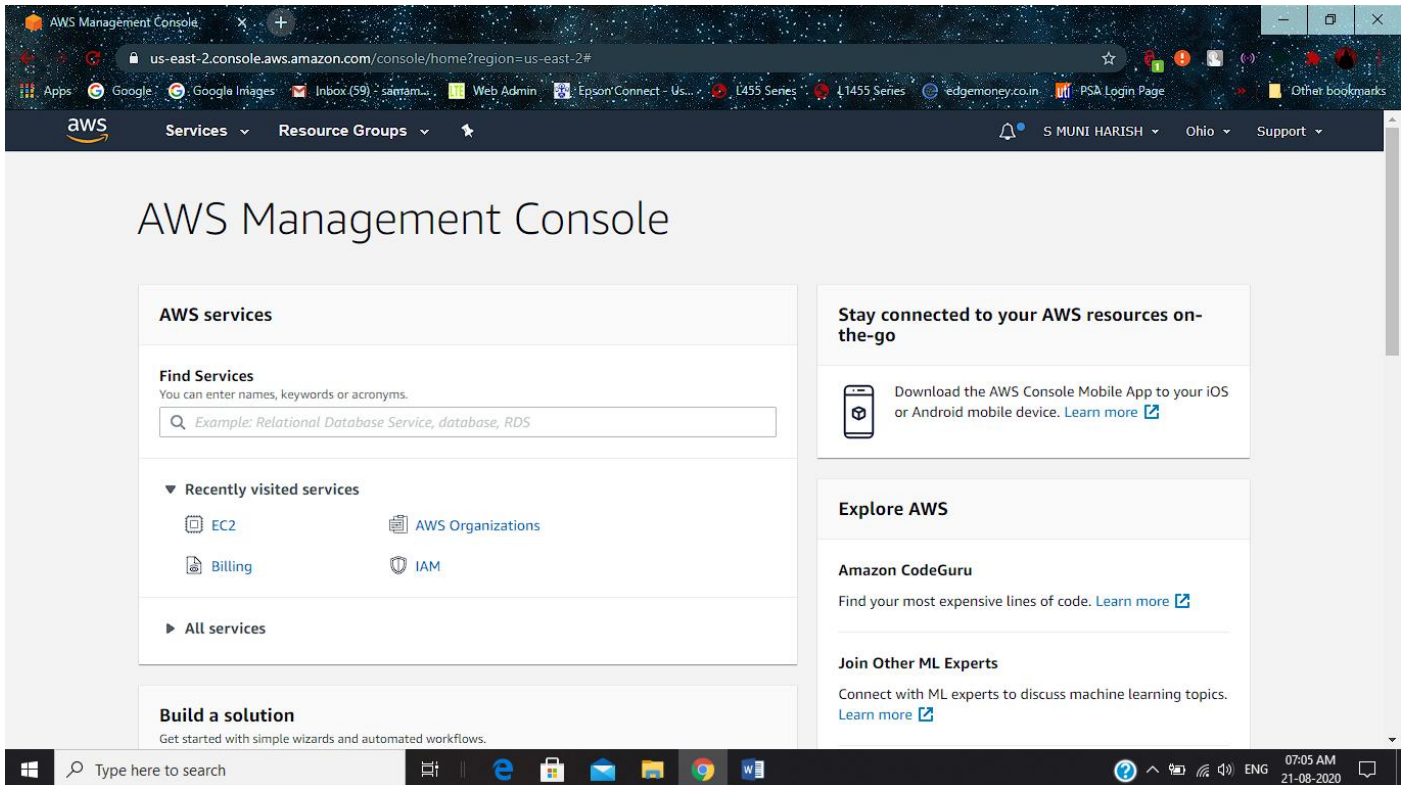 AWS Management Console
us-east-2.console.aws.amazon.com/console/home?region=us-east-2#
Apps Google Google Images Inbox (59) - samam... Web Admin Epson Connect - Us... L455 Series L1455 Series edgemoney.co.in PSA Login Page Other bookmarks
aws Services Resource Groups S MUNI HARISH Ohio Support
AWS Management Console
AWS services
Find Services
You can enter names, keywords or acronyms.
Example: Relational Database Service, database, RDS
Recently visited services
EC2 AWS Organizations
Billing IAM
All services
Build a solution
Get started with simple wizards and automated workflows.
Stay connected to your AWS resources on-
the-go
Download the AWS Console Mobile App to your iOS
or Android mobile device. Learn more
Explore AWS
Amazon CodeGuru
Find your most expensive lines of code. Learn more
Join Other ML Experts
Connect with ML experts to discuss machine learning topics.
Learn more
Type here to search ENG 07:05 AM
21-08-2020